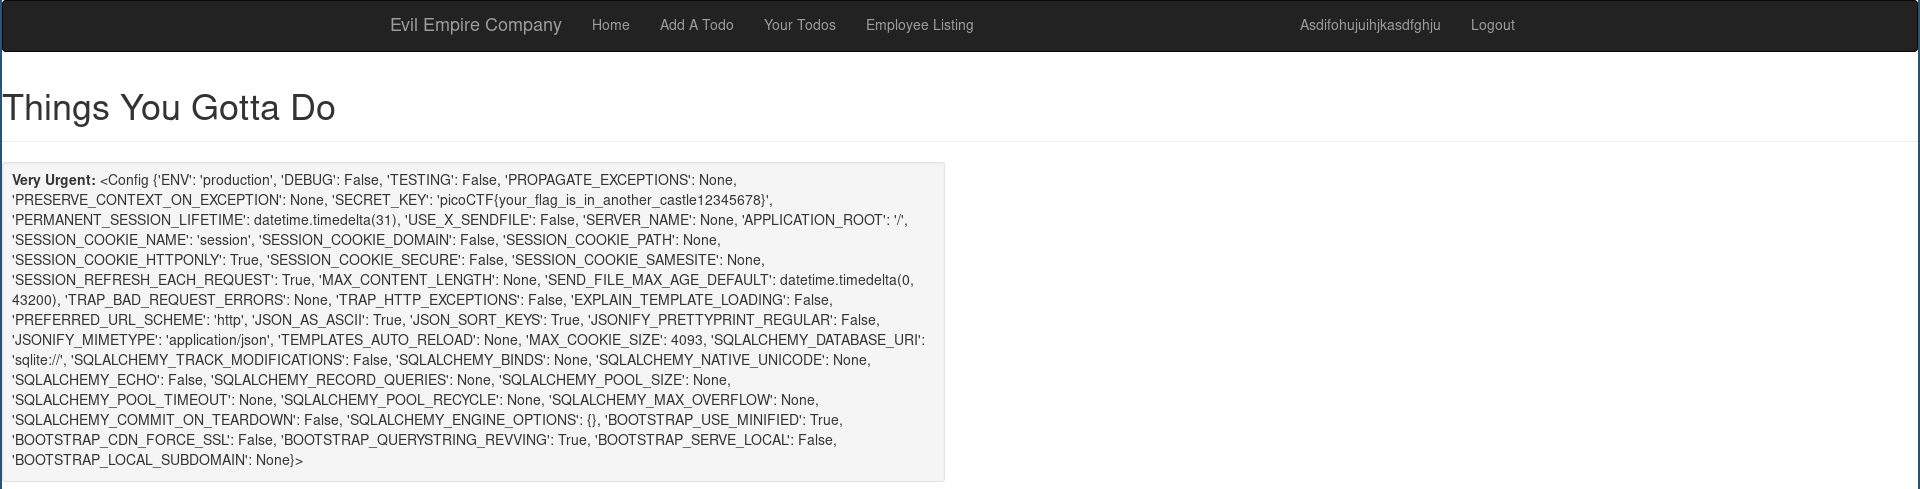 Evil Empire Company Home Add A Todo Your Todos Employee Listing Asdifohujuihjkasdfghju Logout
Things You Gotta Do
Very Urgent: <Config {'ENV': 'production', 'DEBUG': False, 'TESTING': False, 'PROPAGATE_EXCEPTIONS': None,
'PRESERVE_CONTEXT_ON_EXCEPTION': None, 'SECRET_KEY': 'picoCTF{your_flag_is_in_another_castle12345678}',
'PERMANENT_SESSION_LIFETIME': datetime.timedelta(31), 'USE_X_SENDFILE': False, 'SERVER_NAME': None, 'APPLICATION_ROOT': '/',
'SESSION_COOKIE_NAME': 'session', 'SESSION_COOKIE_DOMAIN': False, 'SESSION_COOKIE_PATH': None,
'SESSION_COOKIE_HTTPONLY': True, 'SESSION_COOKIE_SECURE': False, 'SESSION_COOKIE_SAMESITE': None,
'SESSION_REFRESH_EACH_REQUEST': True, 'MAX_CONTENT_LENGTH': None, 'SEND_FILE_MAX_AGE_DEFAULT': datetime.timedelta(0,
43200), 'TRAP_BAD_REQUEST_ERRORS': None, 'TRAP_HTTP_EXCEPTIONS': False, 'EXPLAIN_TEMPLATE_LOADING': False,
'PREFERRED_URL_SCHEME': 'http', 'JSON_AS_ASCII': True, 'JSON_SORT_KEYS': True, 'JSONIFY_PRETTYPRINT_REGULAR': False,
'JSONIFY_MIMETYPE': 'application/json', 'TEMPLATES_AUTO_RELOAD': None, 'MAX_COOKIE_SIZE': 4093, 'SQLALCHEMY_DATABASE_URI':
'sqlite://', 'SQLALCHEMY_TRACK_MODIFICATIONS': False, 'SQLALCHEMY_BINDS': None, 'SQLALCHEMY_NATIVE_UNICODE': None,
'SQLALCHEMY_ECHO': False, 'SQLALCHEMY_RECORD_QUERIES': None, 'SQLALCHEMY_POOL_SIZE': None,
'SQLALCHEMY_POOL_TIMEOUT': None, 'SQLALCHEMY_POOL_RECYCLE': None, 'SQLALCHEMY_MAX_OVERFLOW': None,
'SQLALCHEMY_COMMIT_ON_TEARDOWN': False, 'SQLALCHEMY_ENGINE_OPTIONS': {}, 'BOOTSTRAP_USE_MINIFIED': True,
'BOOTSTRAP_CDN_FORCE_SSL': False, 'BOOTSTRAP_QUERYSTRING_REVVING': True, 'BOOTSTRAP_SERVE_LOCAL': False,
'BOOTSTRAP_LOCAL_SUBDOMAIN': None}>